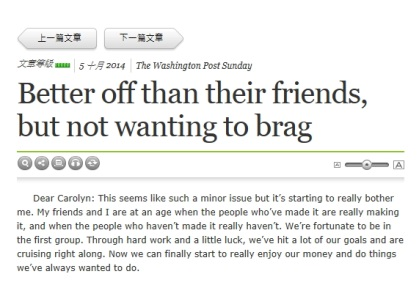 上一篇文章 下一篇文章
文章等級 5 十月 2014 The Washington Post Sunday
Better off than their friends,
but not wanting to brag
A A
Dear Carolyn: This seems like such a minor issue but it's starting to really bother
me. My friends and I are at an age when the people who've made it are really making
it, and when the people who haven't made it really haven't. We're fortunate to be in
the first group. Through hard work and a little luck, we've hit a lot of our goals and are
cruising right along. Now we can finally start to really enjoy our money and do things
we've always wanted to do.